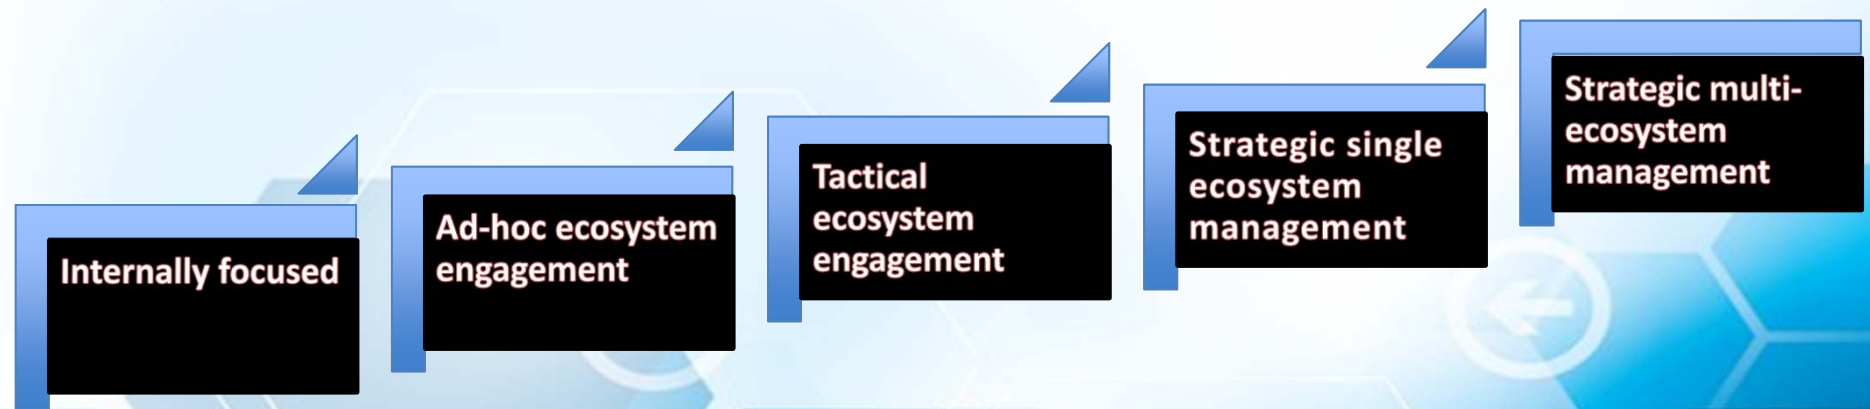 Internally focused
Ad-hoc ecosystem
engagement
Tactical
ecosystem
engagement
Strategic single
ecosystem
management
Strategic multi-
ecosystem
management